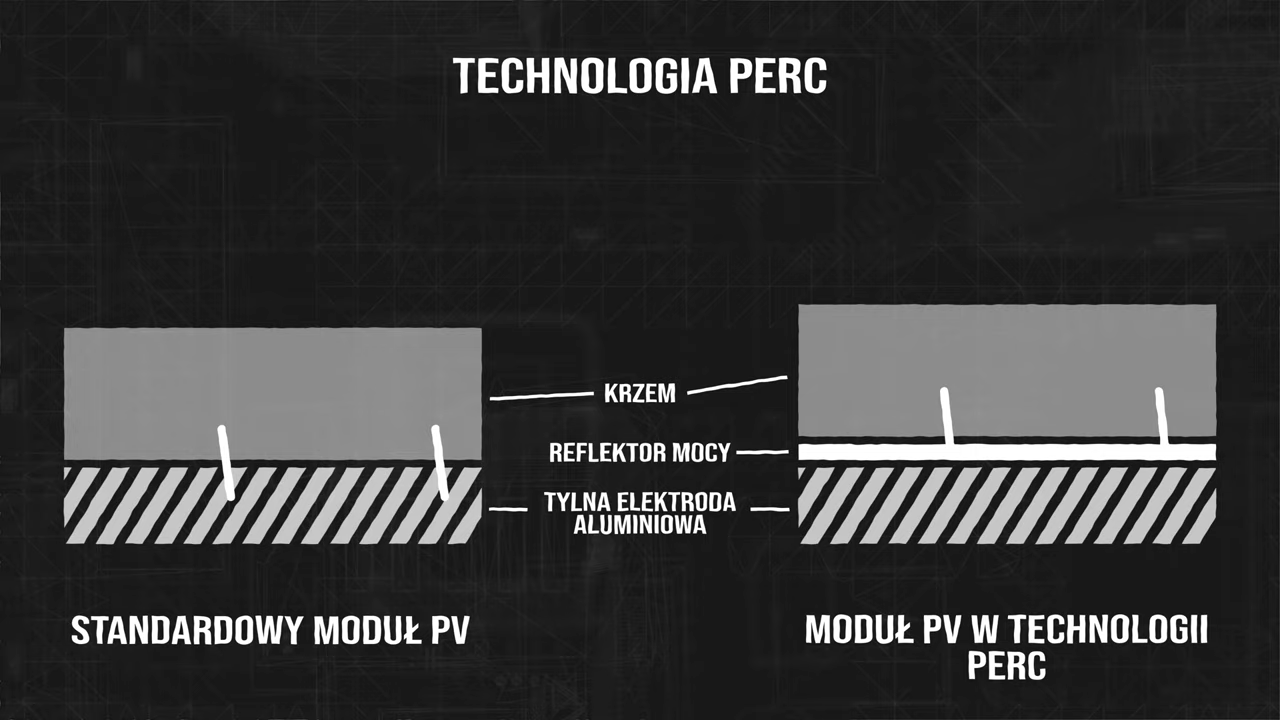 TECHNOLOGIA PERC
KRZEM
REFLEKTOR MOCY
TYLNA ELEKTRODA
ALUMINIOWA
STANDARDOWY MODUŁ PV
MODUŁ PV W TECHNOLOGII
PERC